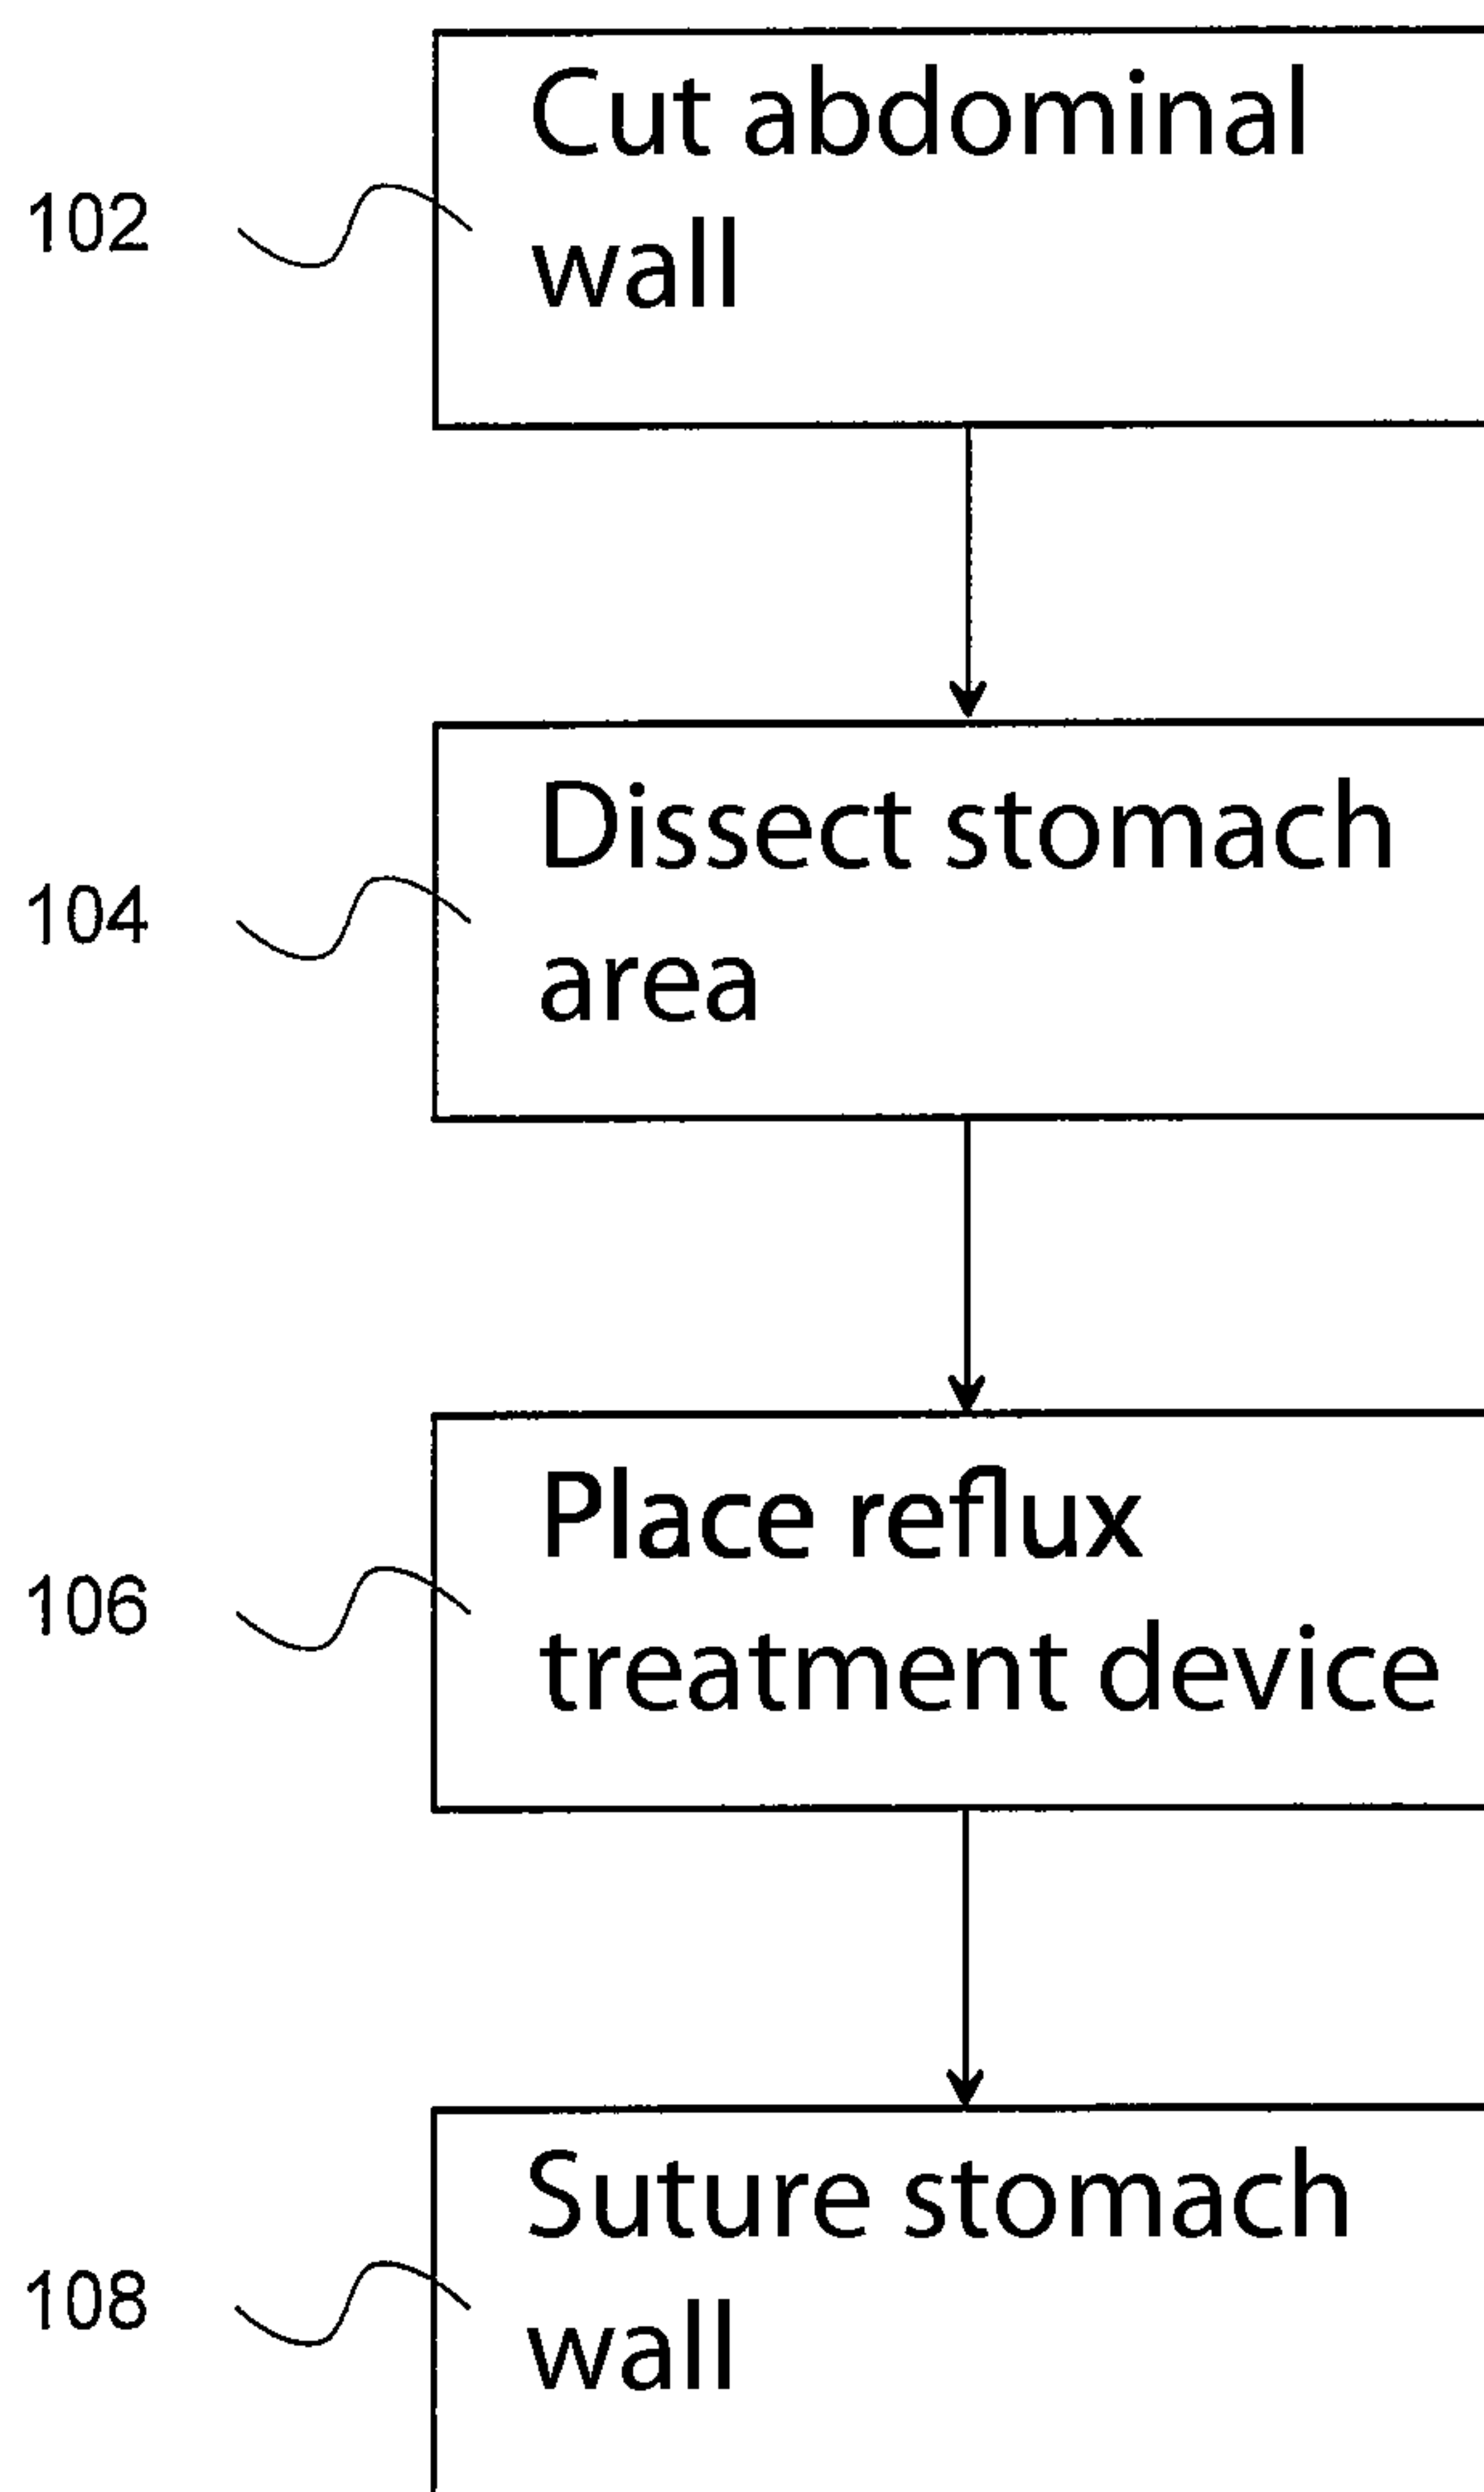 Cut abdominal
wall
102
Dissect stomach
area
104
Place reflux
treatment device
106
Suture stomach
wall
108